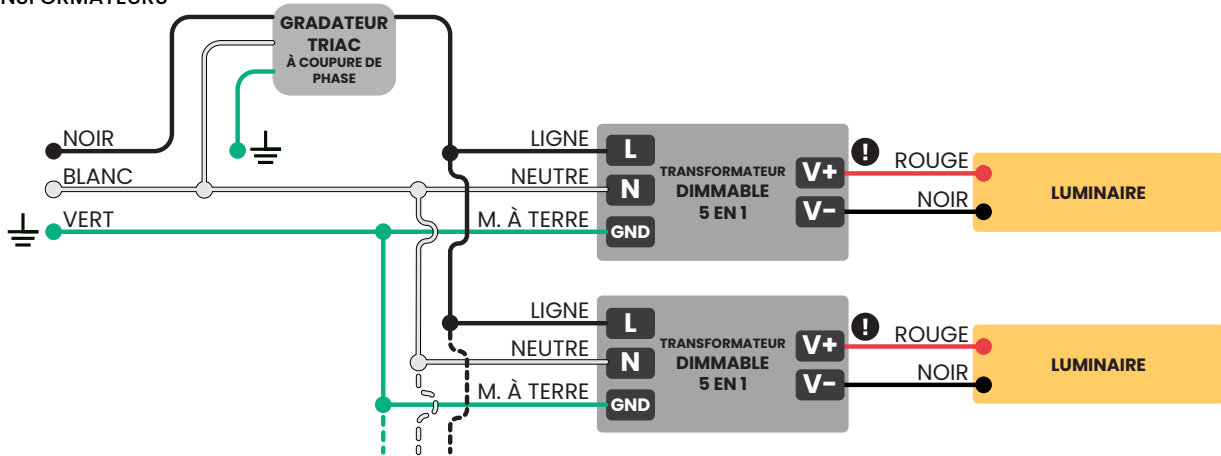 GRADATEUR
TRIAC
À COUPURE DE
PHASE
NOIR
BLANC
VERT
LIGNE
NEUTRE
M. À TERRE
L
N
GND
TRANSFORMATEUR
DIMMABLE
5 EN 1
V+
V-
!
ROUGE
NOIR
LUMINAIRE
LIGNE
NEUTRE
M. À TERRE
L
N
GND
TRANSFORMATEUR
DIMMABLE
5 EN 1
V+
V-
!
ROUGE
NOIR
LUMINAIRE